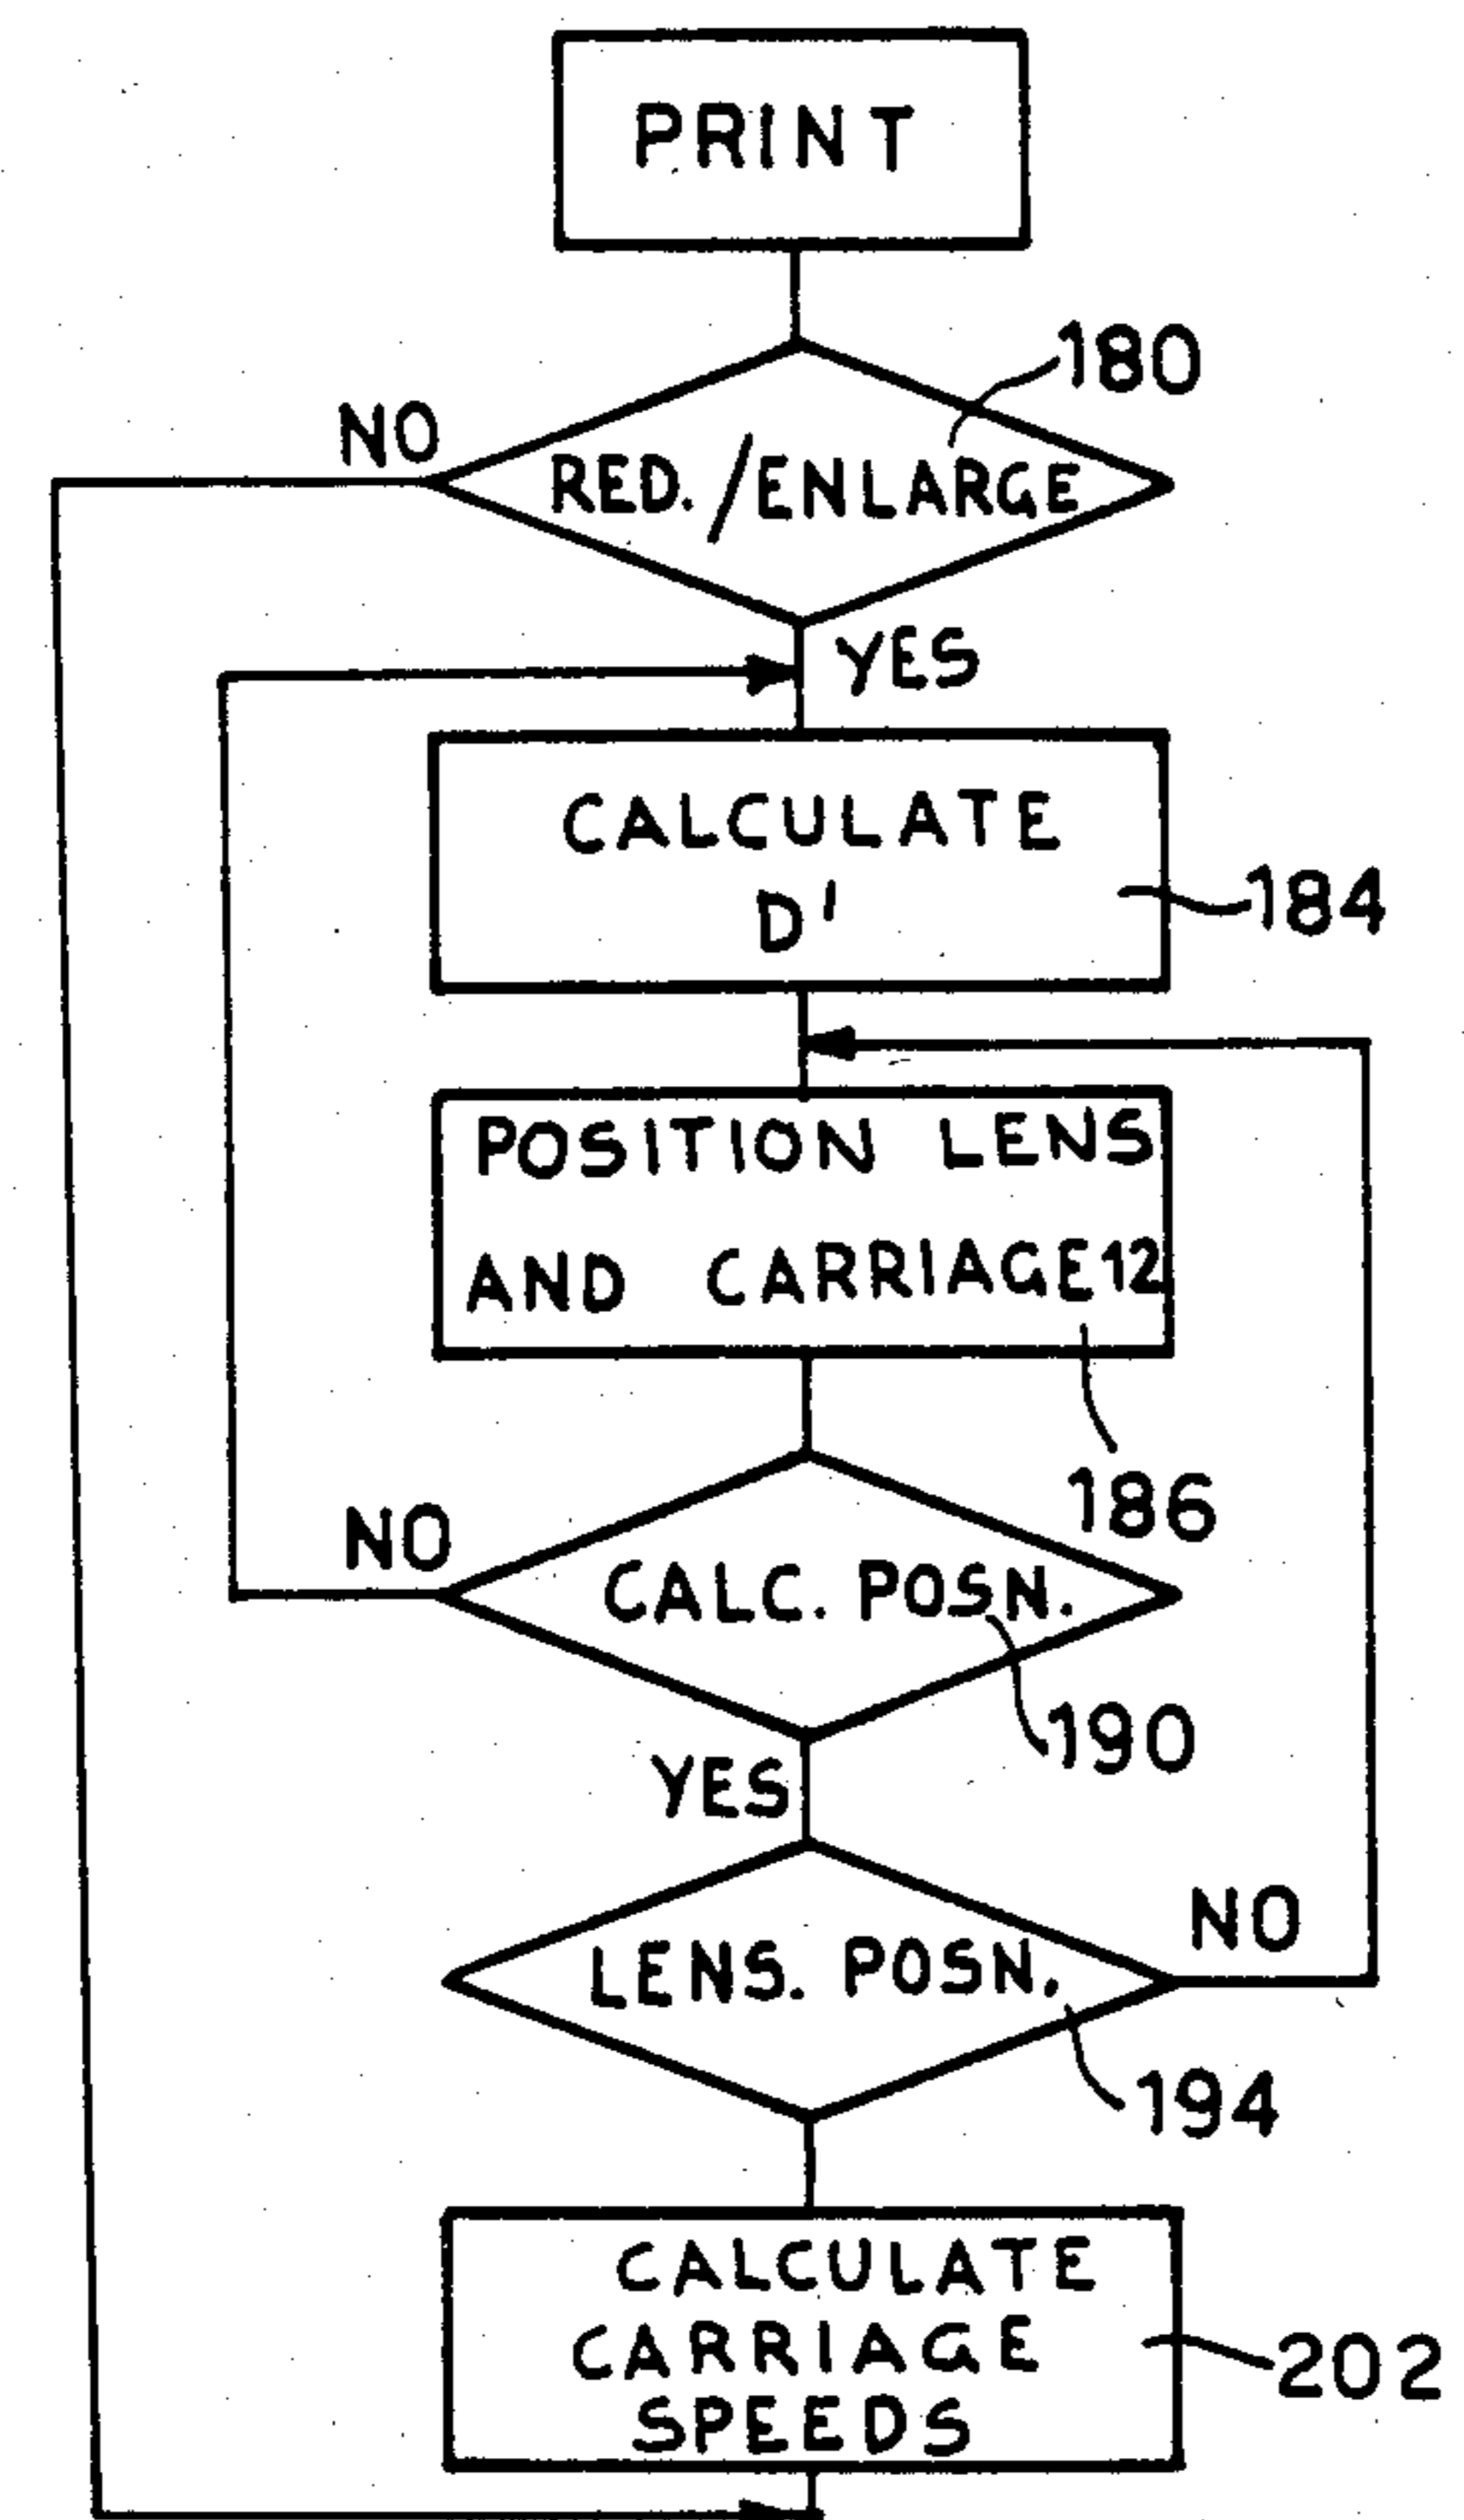 PRINT
180
NO
RED./ENLARGE
YES
CALCULATE
D'
184
POSITION LENS
AND CARRIAGE12
186
NO
CALC. POSN.
190
YES
NO
LENS. POSN.
194
CALCULATE
CARRIAGE
SPEEDS
202